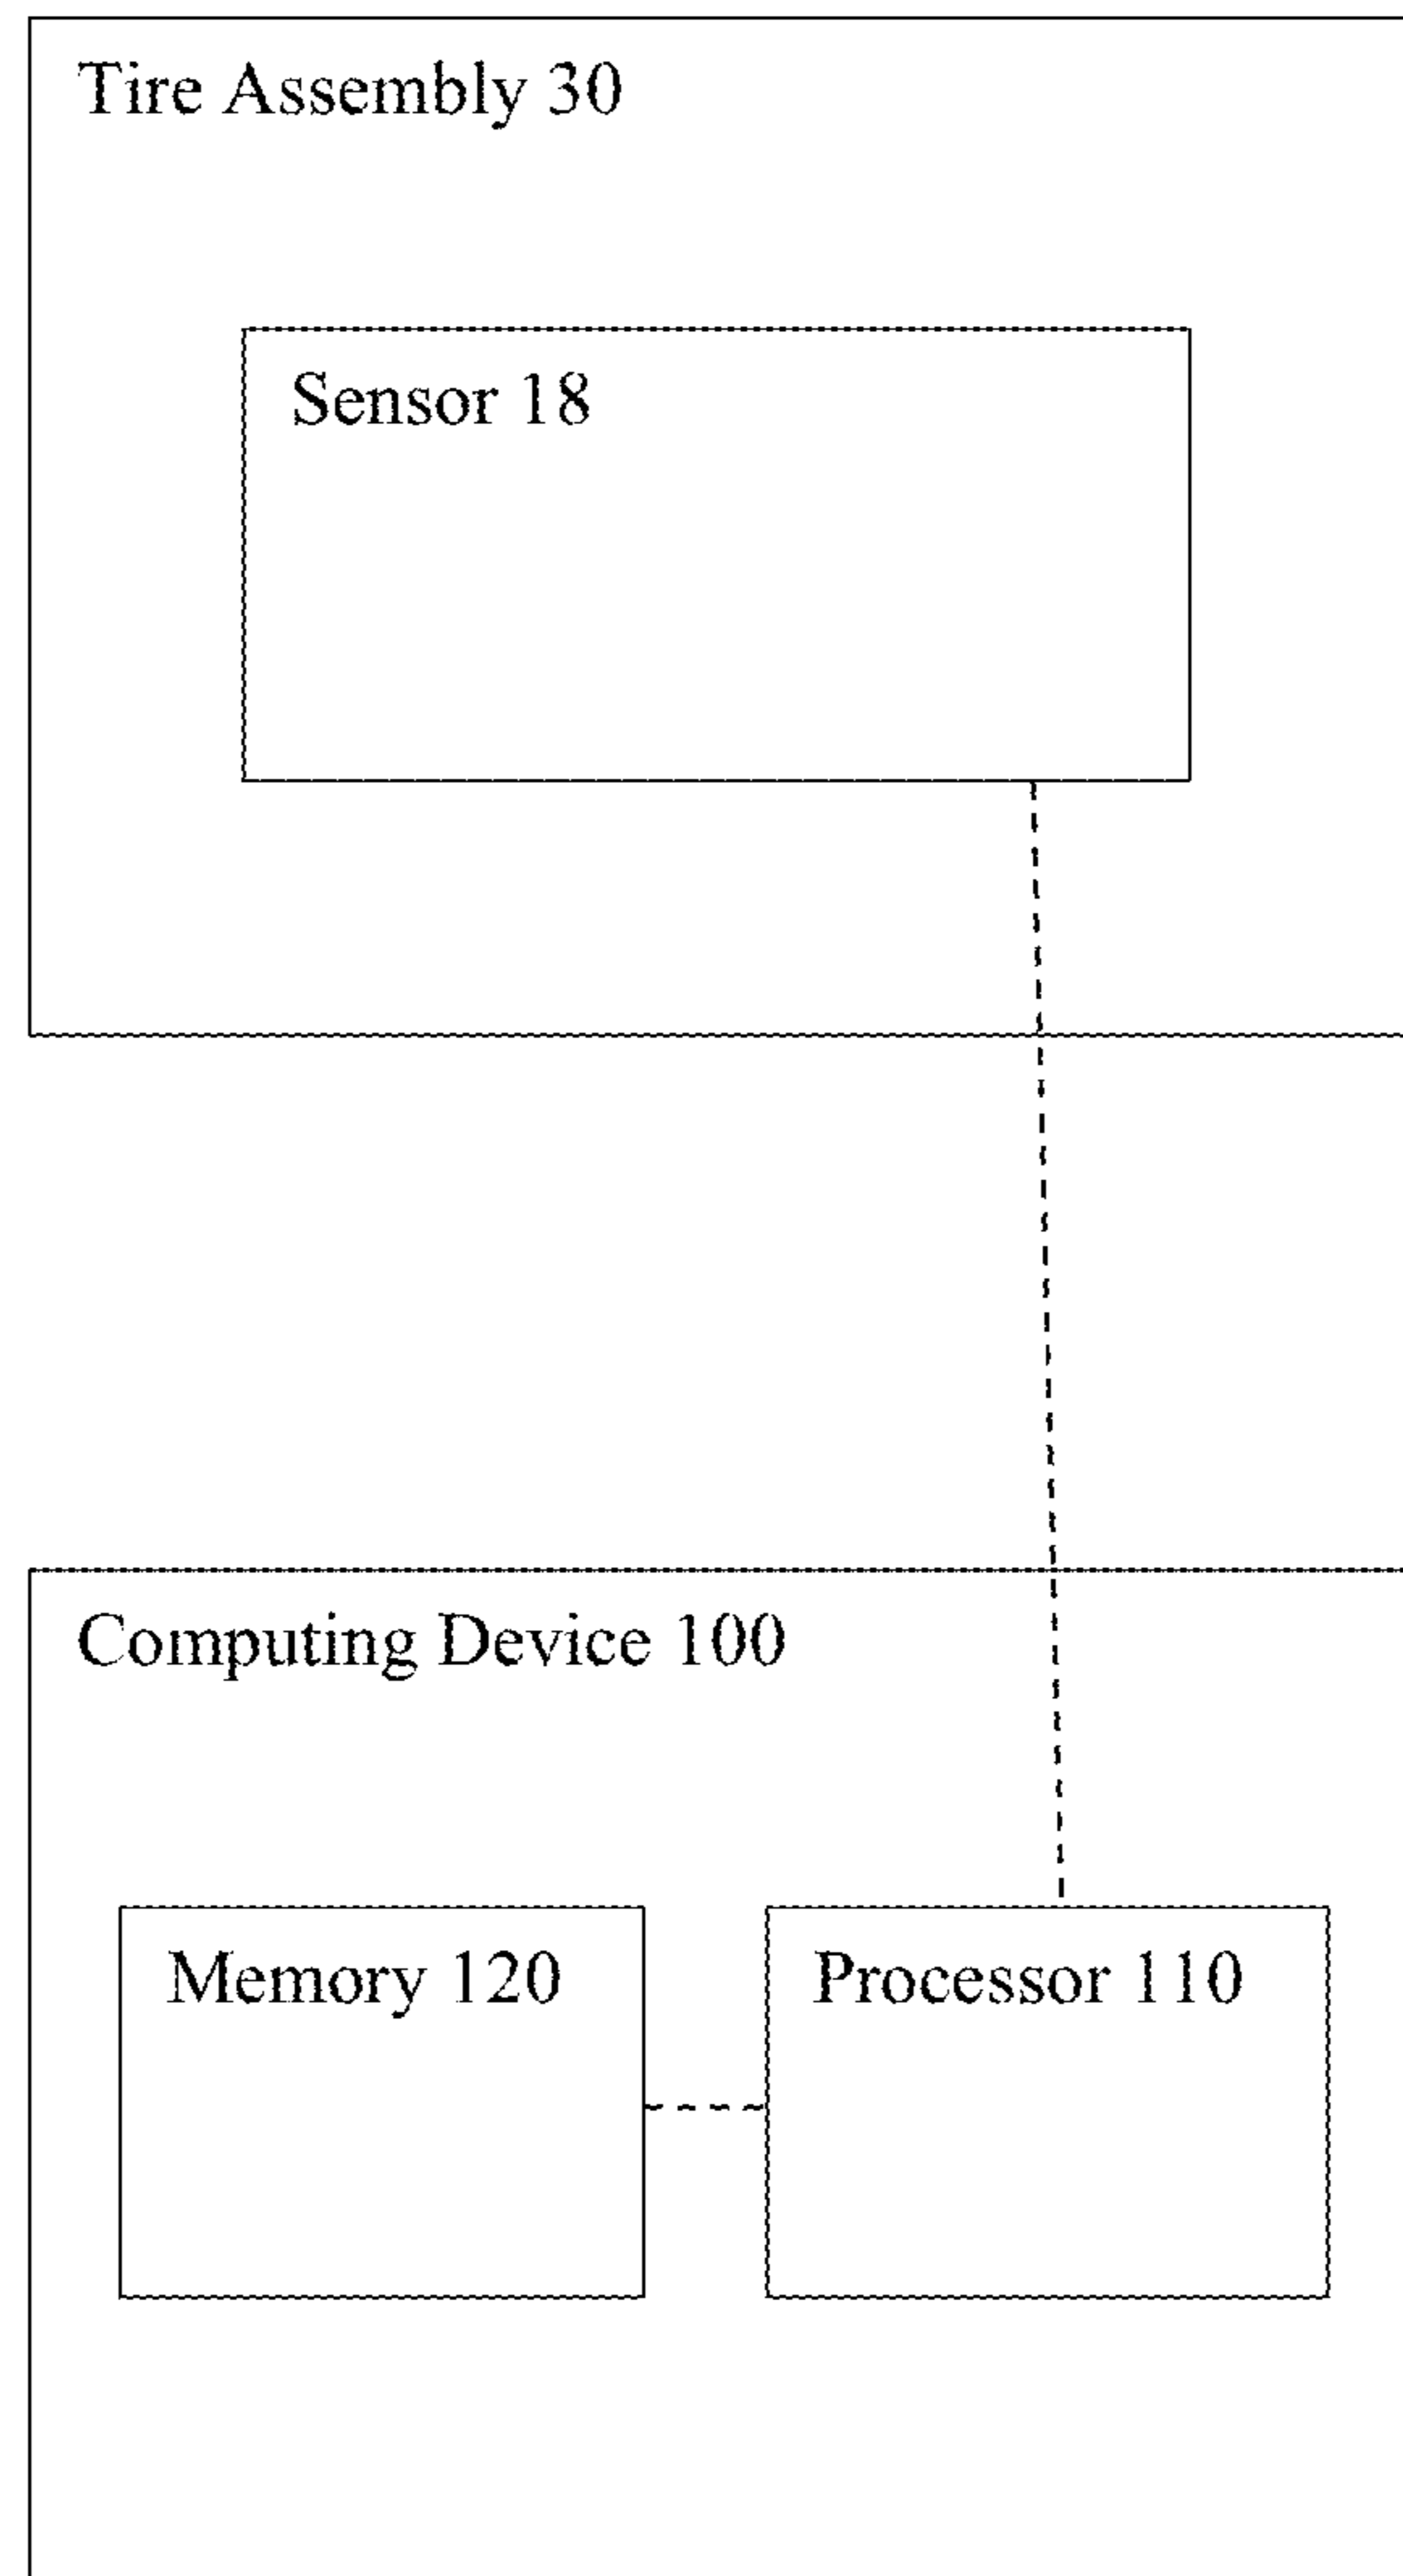 Tire Assembly 30
Sensor 18
Computing Device 100
Memory 120
Processor 110